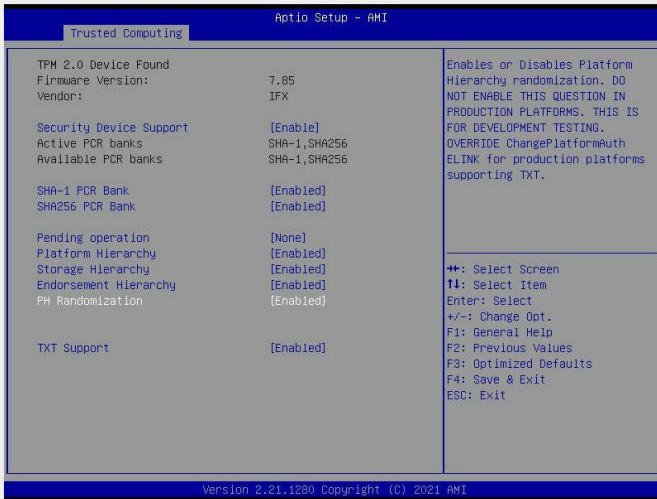 Aptio Setup - AMI
Trusted Computing
TPM 2.0 Device Found
Firmware Version: 7.85
Vendor: IFX
Security Device Support [Enable]
Active PCR banks SHA-1,SHA256
Available PCR banks SHA-1,SHA256
SHA-1 PCR Bank [Enabled]
SHA256 PCR Bank [Enabled]
Pending operation [None]
Platform Hierarchy [Enabled]
Storage Hierarchy [Enabled]
Endorsement Hierarchy [Enabled]
PH Randomization [Enabled]
TXT Support [Enabled]
Enables or Disables Platform
Hierarchy randomization. DO
NOT ENABLE THIS QUESTION IN
PRODUCTION PLATFORMS. THIS IS
FOR DEVELOPMENT TESTING.
OVERRIDE ChangePlatformAuth
ELINK for production platforms
supporting TXT.
→←: Select Screen
↑↓: Select Item
Enter: Select
+/-: Change Opt.
F1: General Help
F2: Previous Values
F3: Optimized Defaults
F4: Save & Exit
ESC: Exit
Version 2.21.1280 Copyright (C) 2021 AMI